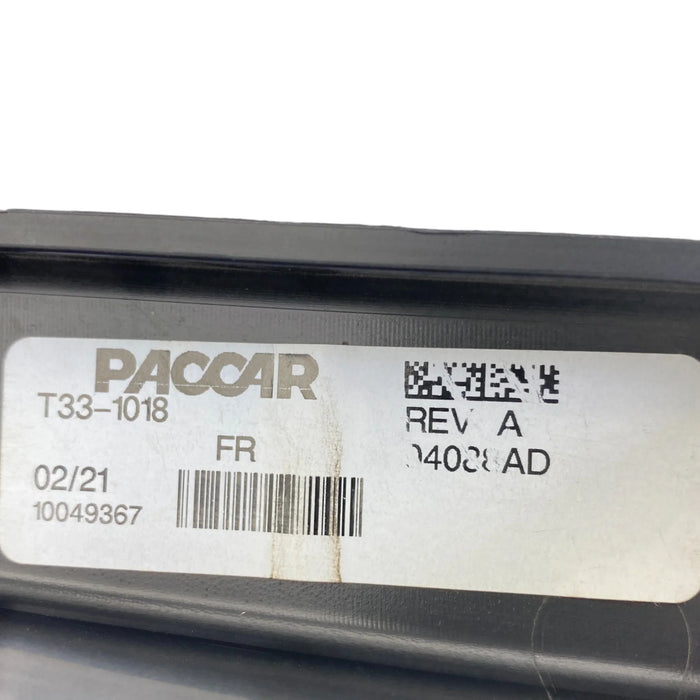 PACCAR
T33-1018
FR
02/21
10049367
REV A